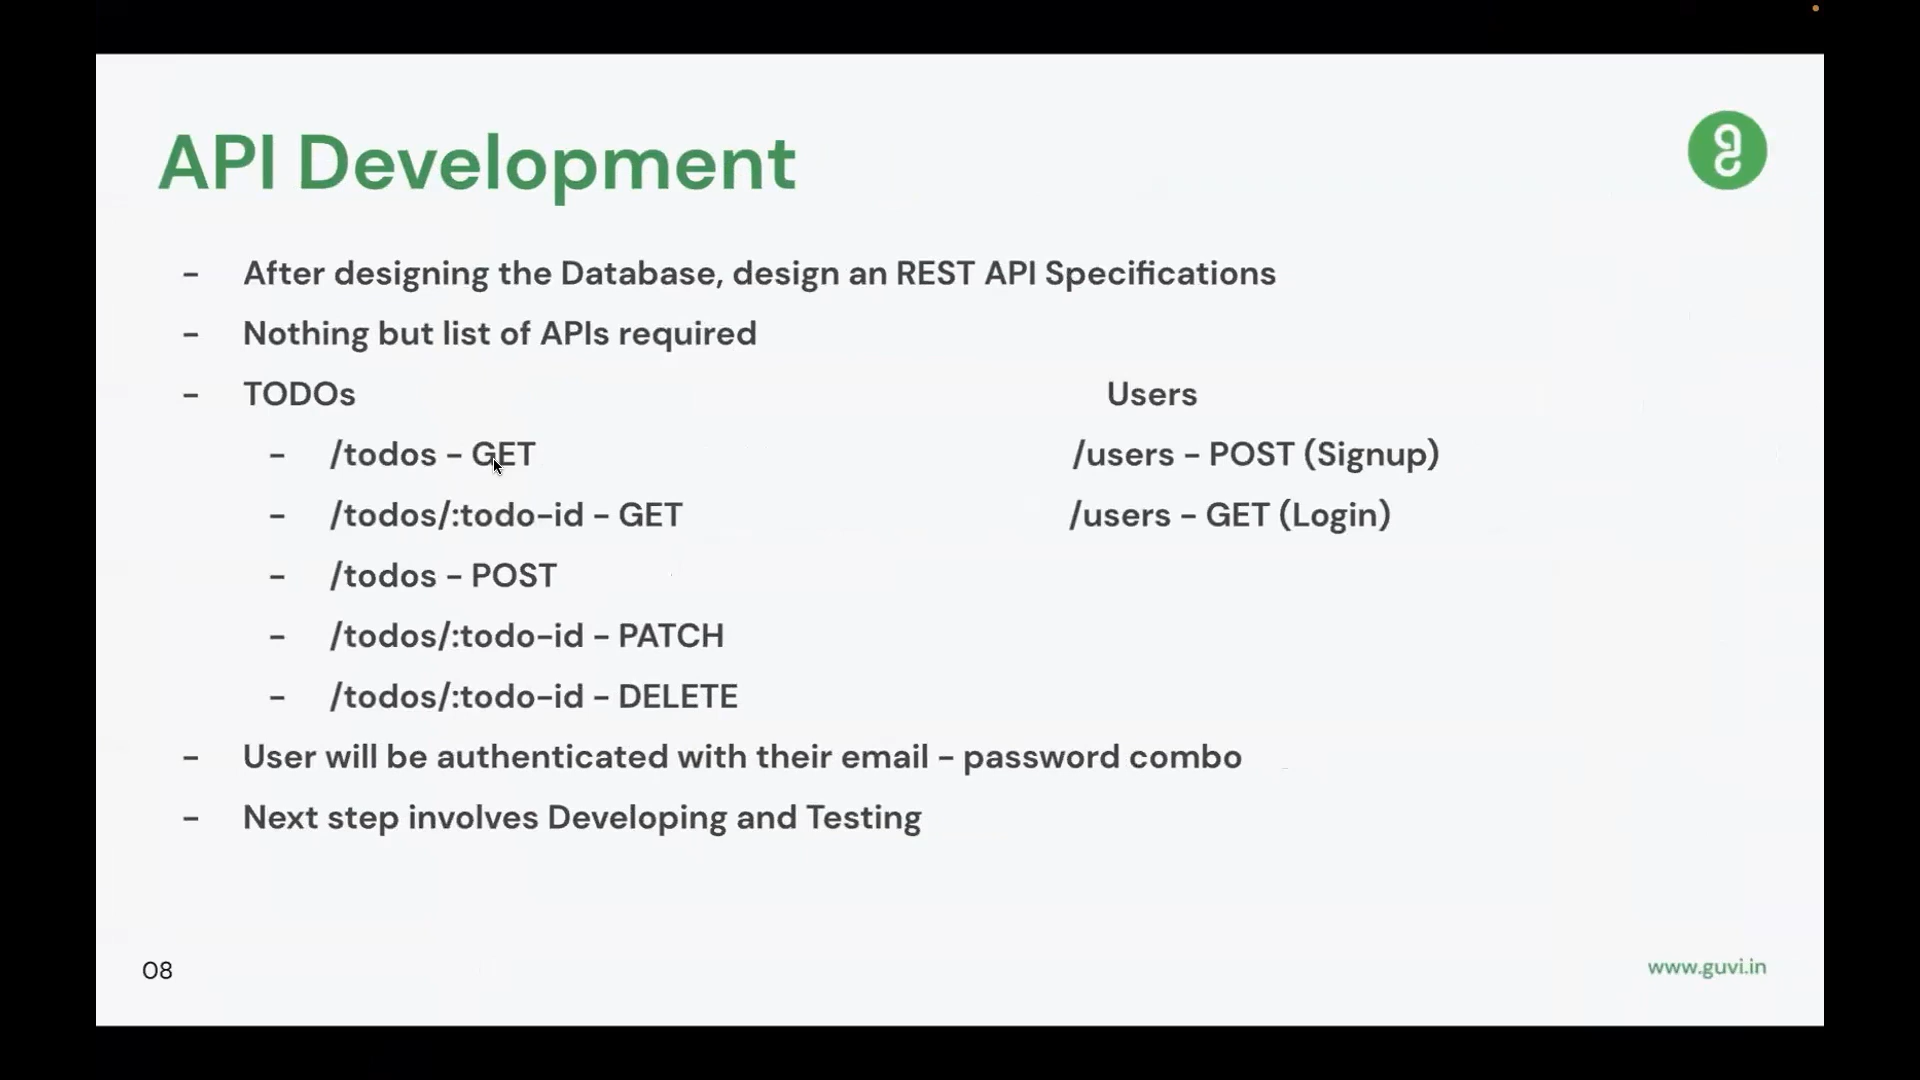 API Development
- After designing the Database, design an REST API Specifications
- Nothing but list of APIs required
- TODOs Users
- /todos - GET /users - POST (Signup)
- /todos/:todo-id - GET /users - GET (Login)
- /todos - POST
- /todos/:todo-id - PATCH
- /todos/:todo-id - DELETE
- User will be authenticated with their email - password combo
- Next step involves Developing and Testing
08 www.guvi.in